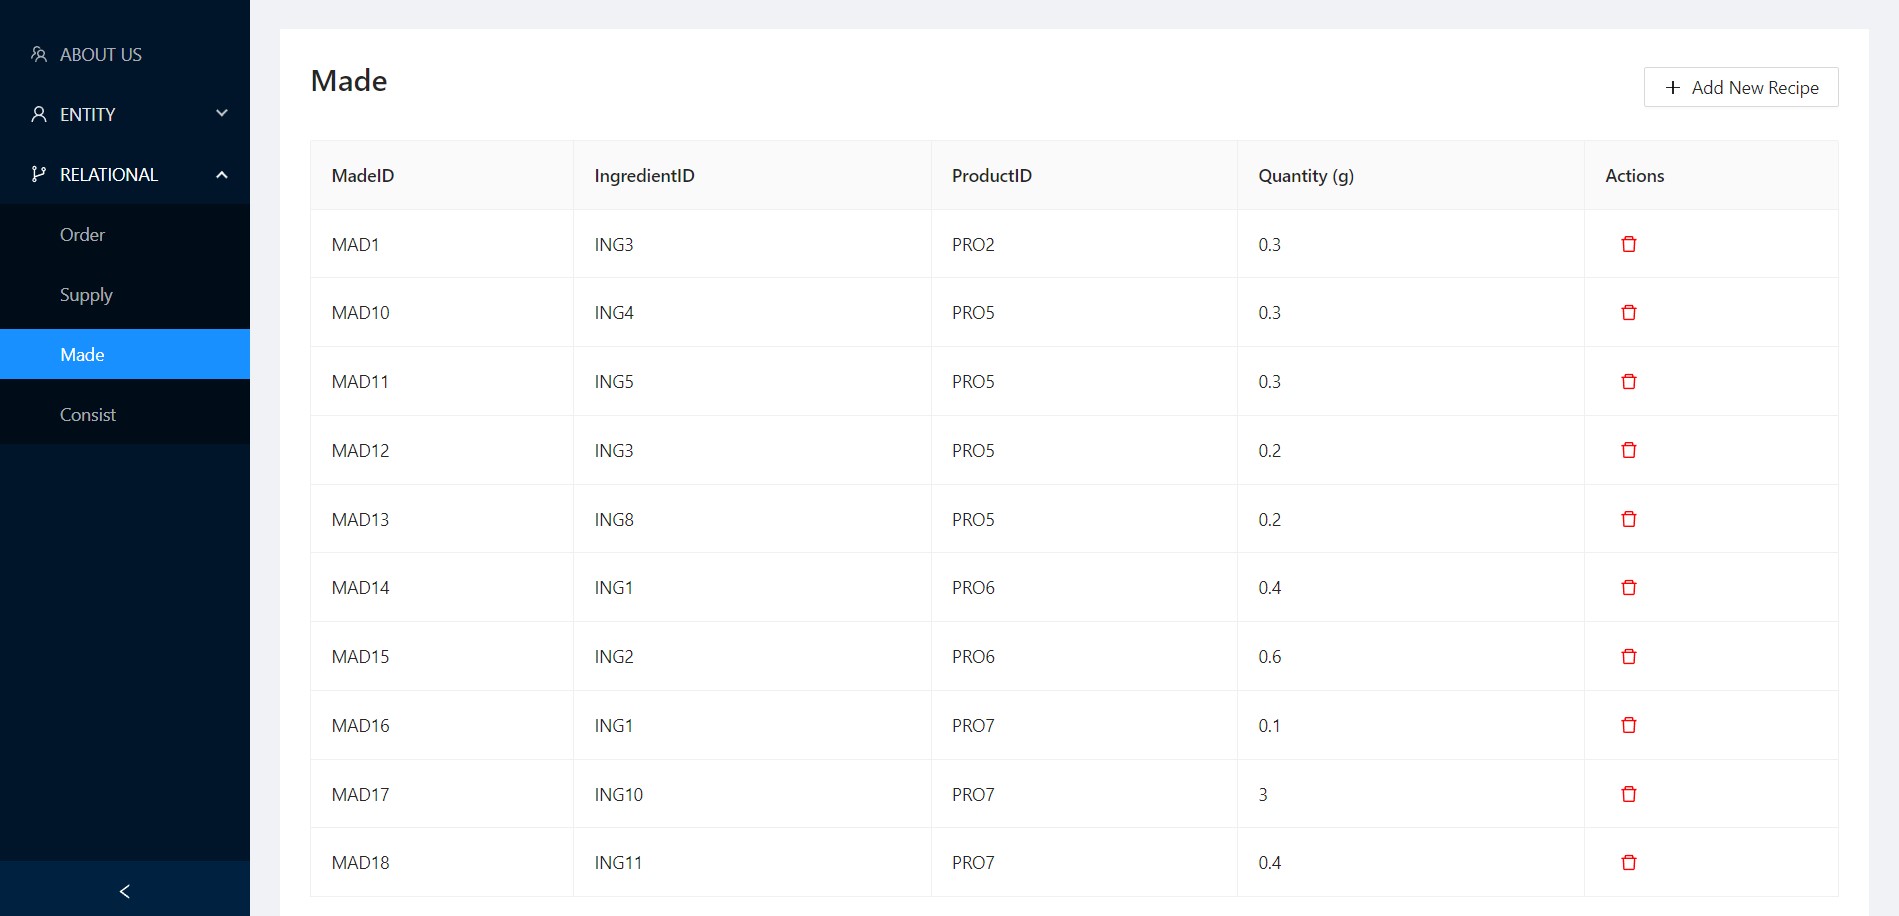 ABOUT US
ENTITY
RELATIONAL
Order
Supply
Made
Consist
Made
Add New Recipe
MadeID IngredientID ProductID Quantity (g) Actions
MAD1 ING3 PRO2 0.3
MAD10 ING4 PRO5 0.3
MAD11 ING5 PRO5 0.3
MAD12 ING3 PRO5 0.2
MAD13 ING8 PRO5 0.2
MAD14 ING1 PRO6 0.4
MAD15 ING2 PRO6 0.6
MAD16 ING1 PRO7 0.1
MAD17 ING10 PRO7 3
MAD18 ING11 PRO7 0.4